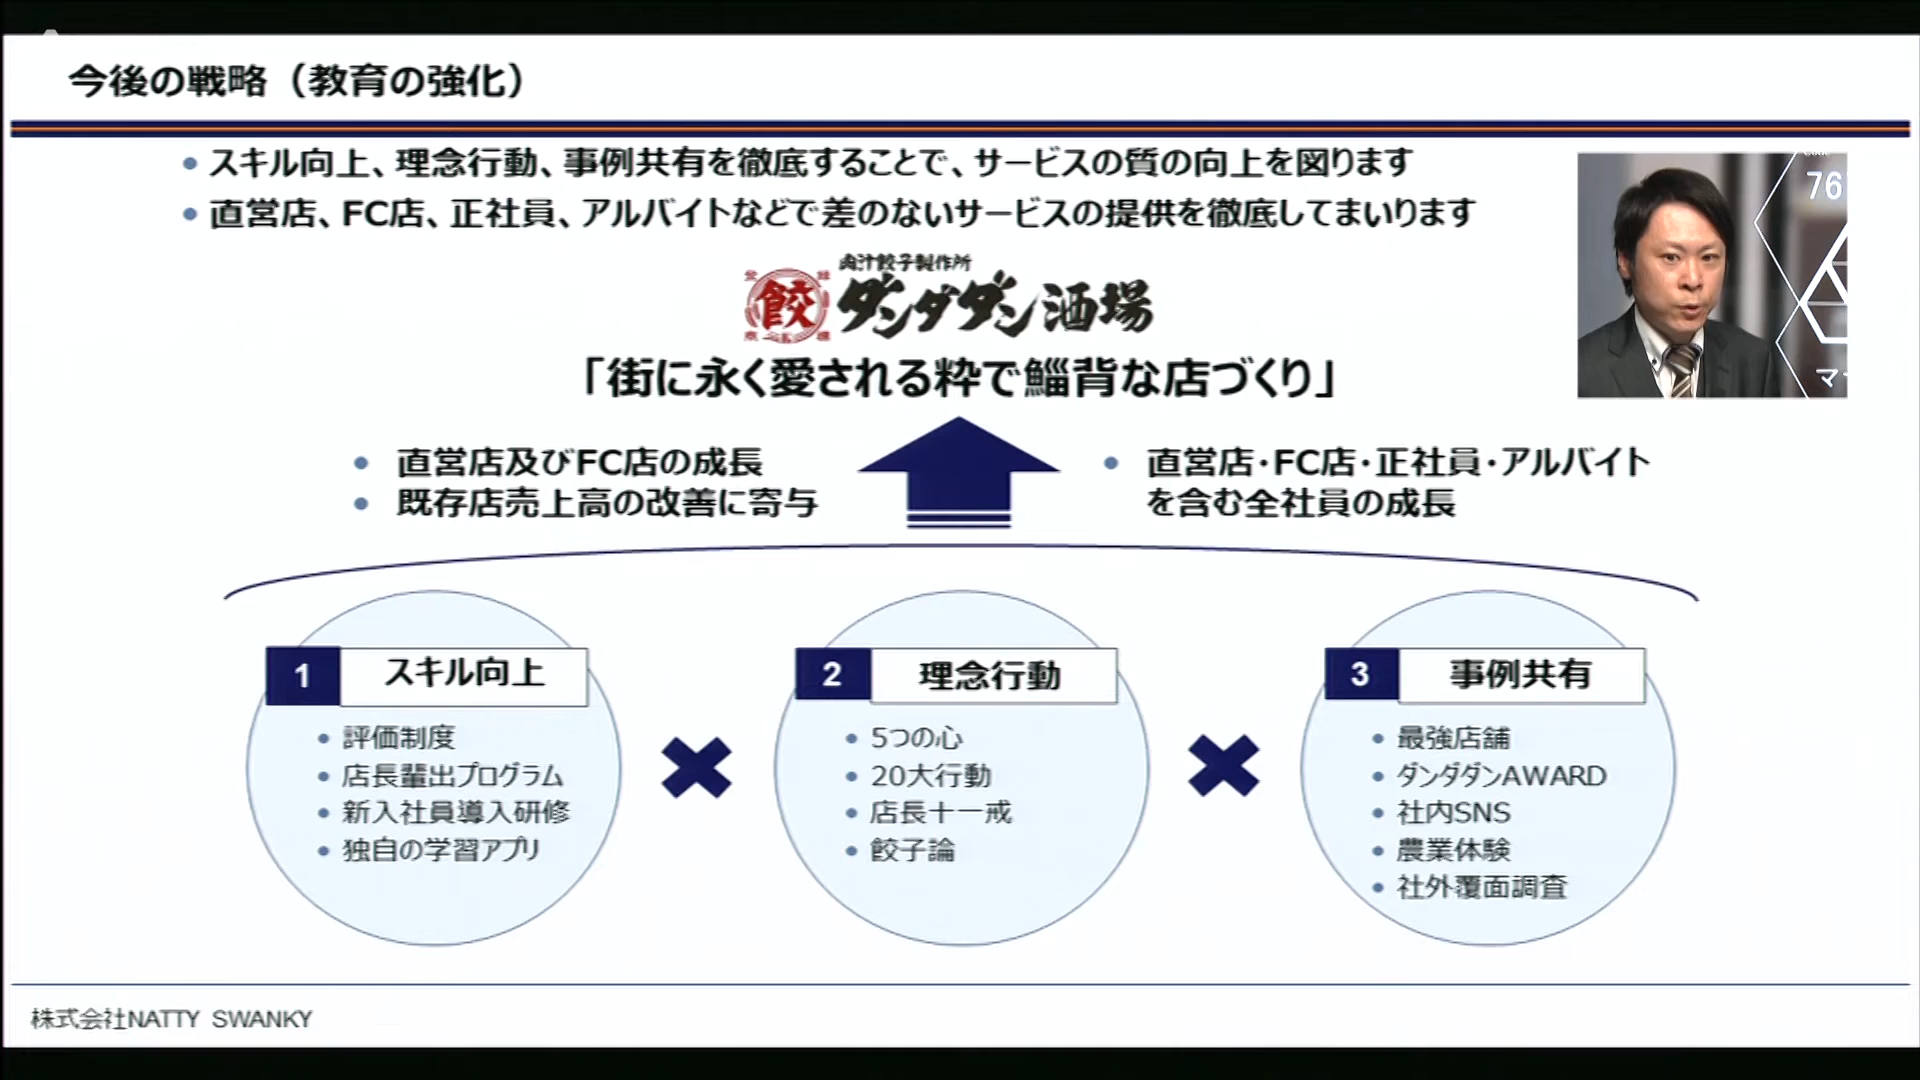 今後の戦略（教育の強化）
スキル向上、理念行動、事例共有を徹底することで、サービスの質の向上を図ります
直営店、FC店、正社員、アルバイトなどで差のないサービスの提供を徹底してまいります
76
マ
肉汁餃子製作所
餃
ダンダダン酒場
「街に永く愛される粋で鯔背な店づくり」
直営店及びFC店の成長
既存店売上高の改善に寄与
直営店・FC店・正社員・アルバイト
を含む全社員の成長
1 スキル向上
評価制度
店長輩出プログラム
新入社員導入研修
独自の学習アプリ
2 理念行動
5つの心
20大行動
店長十一戒
餃子論
3 事例共有
最強店舗
ダンダダンAWARD
社内SNS
農業体験
社外覆面調査
株式会社NATTY SWANKY